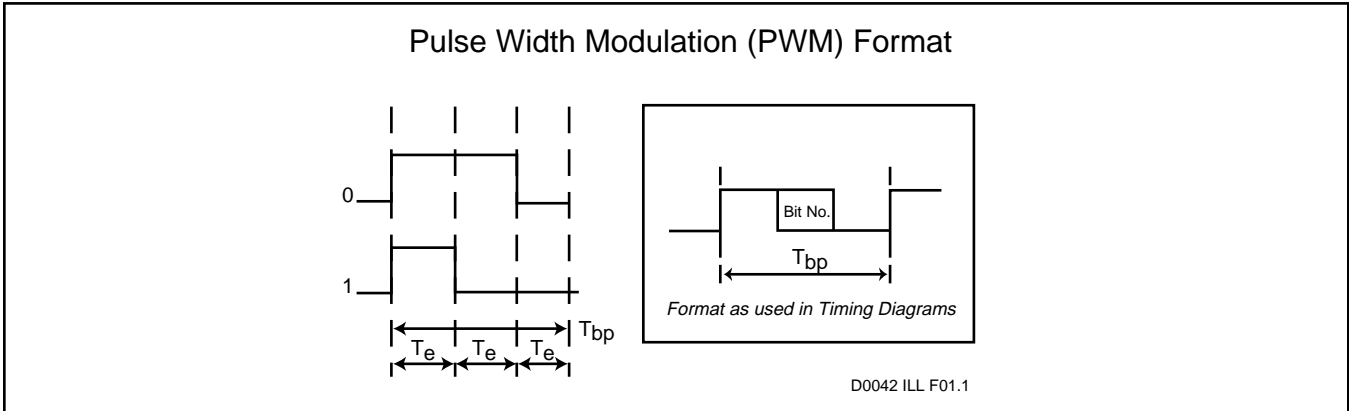 Pulse Width Modulation (PWM) Format
0
1
Tbp
Te Te Te
Bit No.
Tbp
Format as used in Timing Diagrams
D0042 ILL F01.1